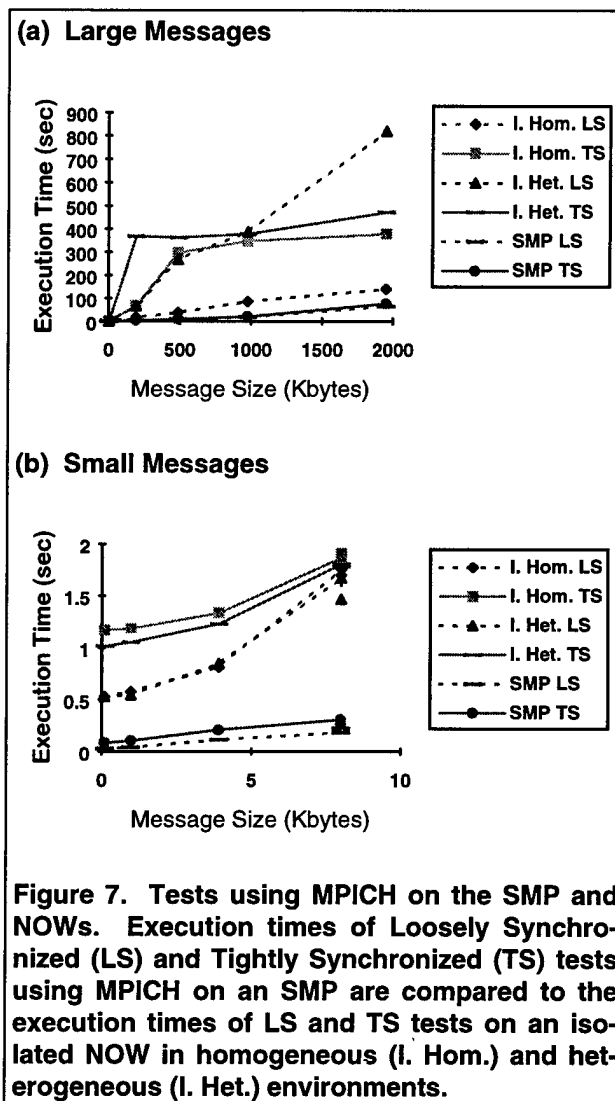 (a) Large Messages
Execution Time (sec)
900
800
700
600
500
400
300
200
100
0
0 500 1000 1500 2000
Message Size (Kbytes)
I. Hom. LS
I. Hom. TS
I. Het. LS
I. Het. TS
SMP LS
SMP TS
(b) Small Messages
Execution Time (sec)
2
1.5
1
0.5
0
0 5 10
Message Size (Kbytes)
I. Hom. LS
I. Hom. TS
I. Het. LS
I. Het. TS
SMP LS
SMP TS
Figure 7. Tests using MPICH on the SMP and
NOWs. Execution times of Loosely Synchro-
nized (LS) and Tightly Synchronized (TS) tests
using MPICH on an SMP are compared to the
execution times of LS and TS tests on an iso-
lated NOW in homogeneous (I. Hom.) and het-
erogeneous (I. Het.) environments.